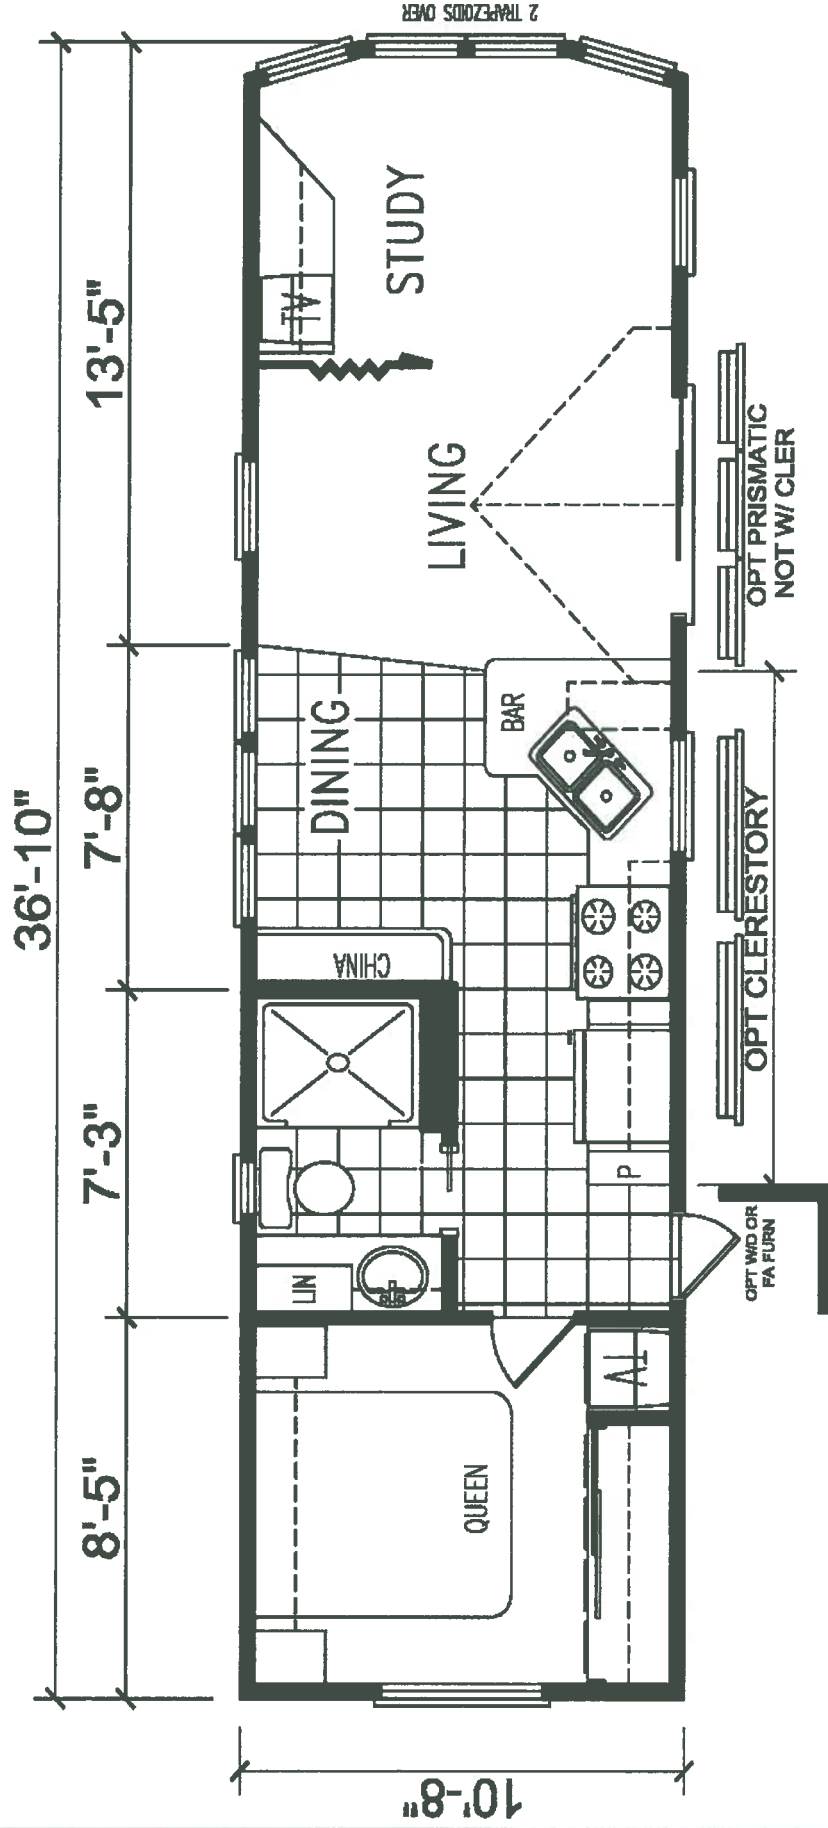 2 TRAPEZOIDS OVER
36'-10"
13'-5"
7'-8"
7'-3"
8'-5"
10'-8"
STUDY
TV
LIVING
DINING
BAR
CHINA
LIN
P
TV
QUEEN
OPT PRISMATIC
NOT W/ CLER
OPT CLERESTORY
OPT W/D OR
FA FURN